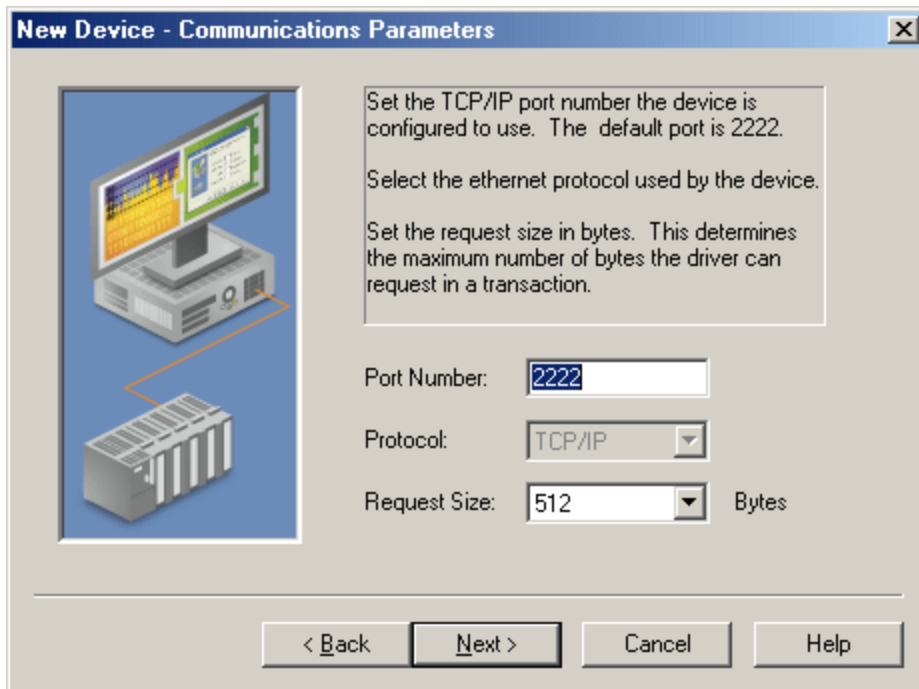 New Device - Communications Parameters
Set the TCP/IP port number the device is
configured to use.  The  default port is 2222.
Select the ethernet protocol used by the device.
Set the request size in bytes.  This determines
the maximum number of bytes the driver can
request in a transaction.
Port Number: 2222
Protocol: TCP/IP
Request Size: 512 Bytes
< Back Next > Cancel Help